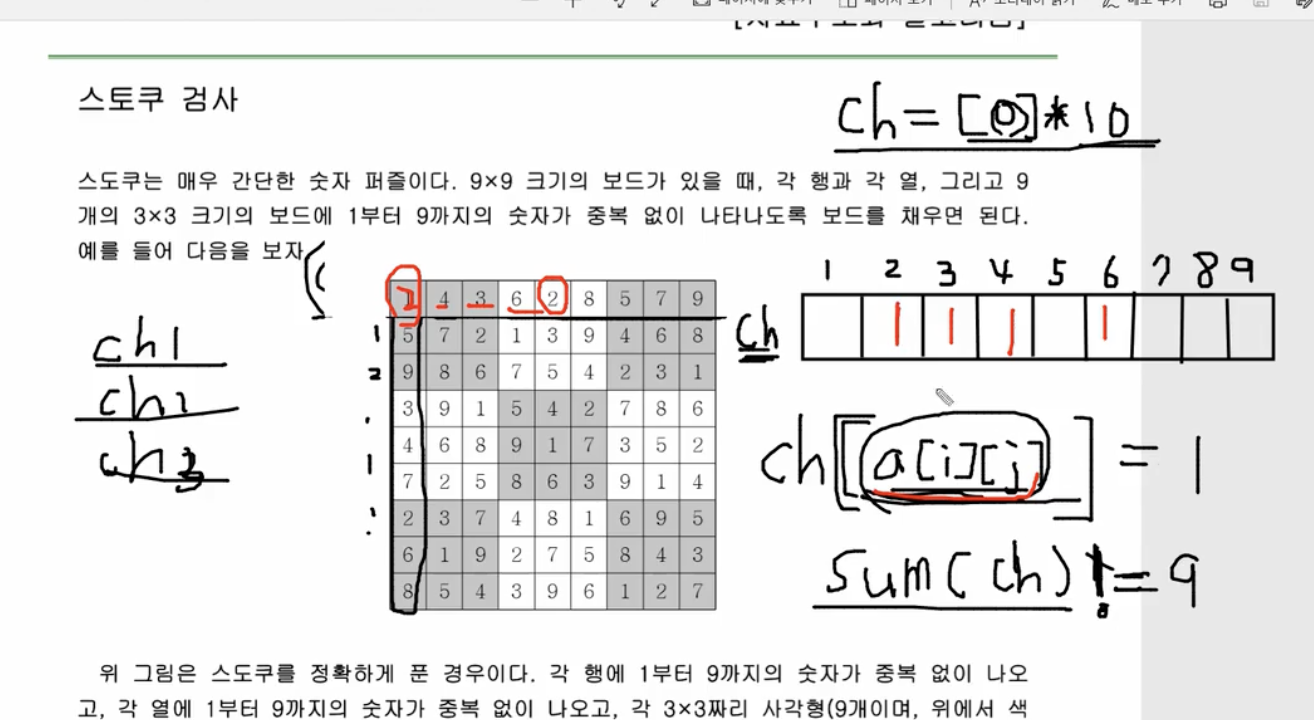 [자료구조와 알고리즘]
스토쿠 검사
ch = [0]*10
스도쿠는 매우 간단한 숫자 퍼즐이다. 9×9 크기의 보드가 있을 때, 각 행과 각 열, 그리고 9
개의 3×3 크기의 보드에 1부터 9까지의 숫자가 중복 없이 나타나도록 보드를 채우면 된다.
예를 들어 다음을 보자.
4 3 6 2 8 5 7 9
1 5 7 2 1 3 9 4 6 8
2 9 8 6 7 5 4 2 3 1
3 9 1 5 4 2 7 8 6
4 6 8 9 1 7 3 5 2
7 2 5 8 6 3 9 1 4
2 3 7 4 8 1 6 9 5
6 1 9 2 7 5 8 4 3
8 5 4 3 9 6 1 2 7
ch1
ch2
ch3
1 2 3 4 5 6 7 8 9
ch 1 1 1 1
ch[a[i][j]] = 1
sum(ch) != 9
위 그림은 스도쿠를 정확하게 푼 경우이다. 각 행에 1부터 9까지의 숫자가 중복 없이 나오
고, 각 열에 1부터 9까지의 숫자가 중복 없이 나오고, 각 3×3짜리 사각형(9개이며, 위에서 색